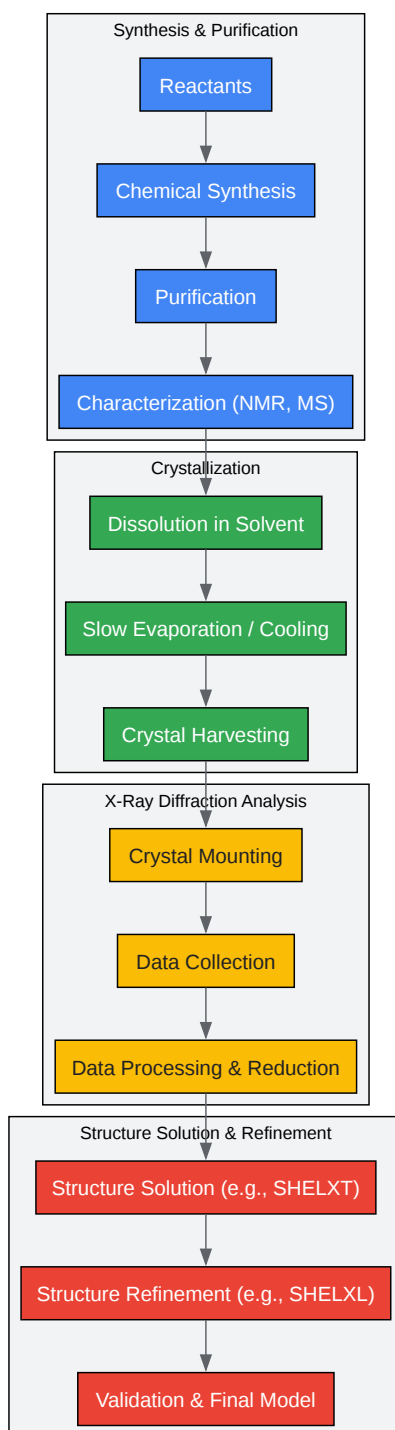 Synthesis & Purification
Reactants
Chemical Synthesis
Purification
Characterization (NMR, MS)
Crystallization
Dissolution in Solvent
Slow Evaporation / Cooling
Crystal Harvesting
X-Ray Diffraction Analysis
Crystal Mounting
Data Collection
Data Processing & Reduction
Structure Solution & Refinement
Structure Solution (e.g., SHELXT)
Structure Refinement (e.g., SHELXL)
Validation & Final Model